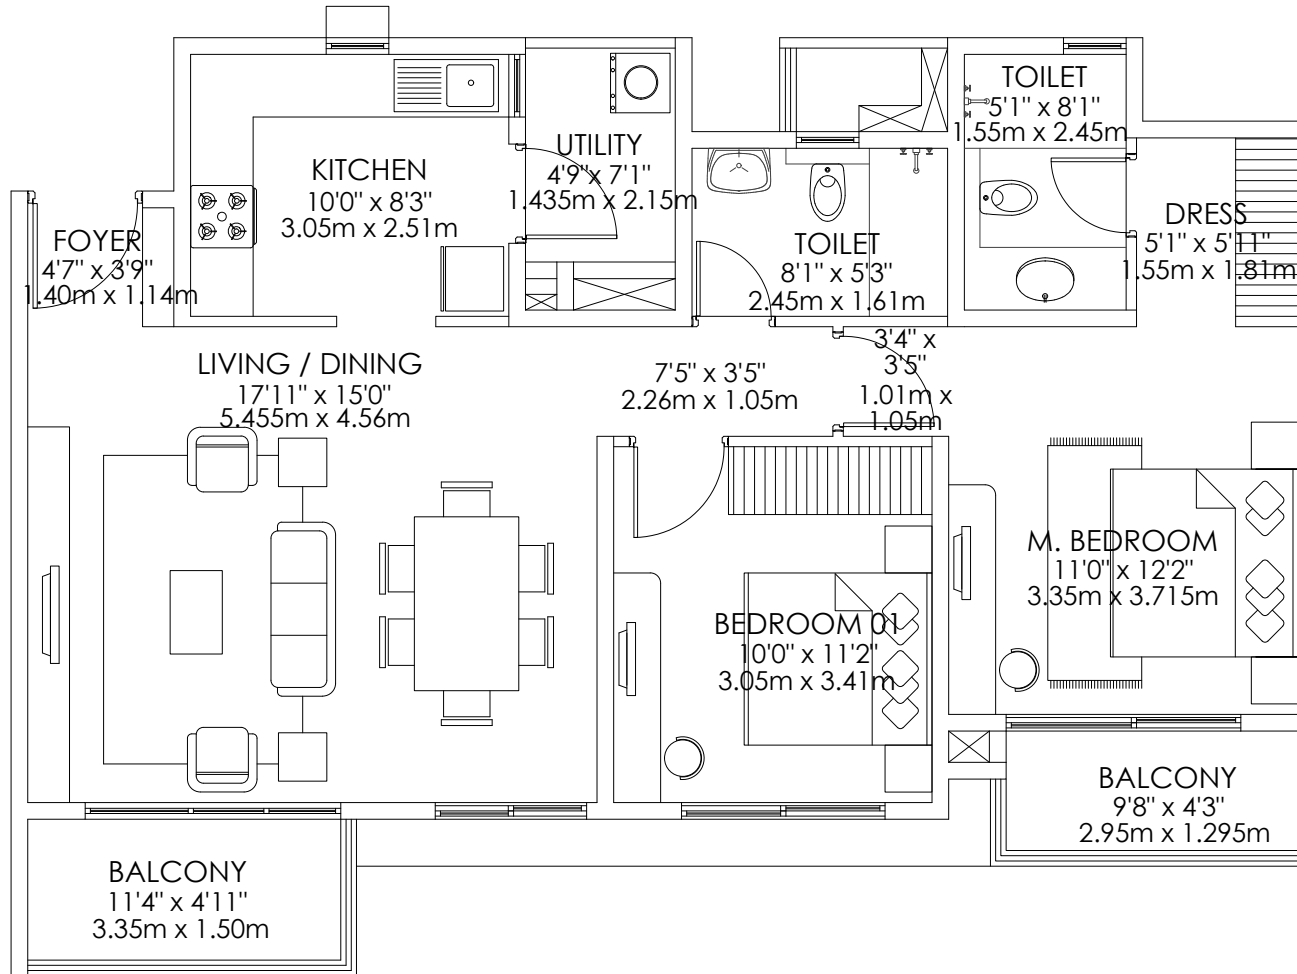 TOILET
5'1" x 8'1"
1.55m x 2.45m
UTILITY
4'9"x 7'1"
1.435m x 2.15m
KITCHEN
10'0" x 8'3"
3.05m x 2.51m
FOYER
4'7" x 3'9"
1.40m x 1.14m
TOILET
8'1" x 5'3"
2.45m x 1.61m
DRESS
5'1" x 5'11"
1.55m x 1.81m
LIVING / DINING
17'11" x 15'0"
5.455m x 4.56m
7'5" x 3'5"
2.26m x 1.05m
3'4" x
3'5"
1.01m x
1.05m
M. BEDROOM
11'0" x 12'2"
3.35m x 3.715m
BEDROOM 01
10'0" x 11'2"
3.05m x 3.41m
BALCONY
9'8" x 4'3"
2.95m x 1.295m
BALCONY
11'4" x 4'11"
3.35m x 1.50m